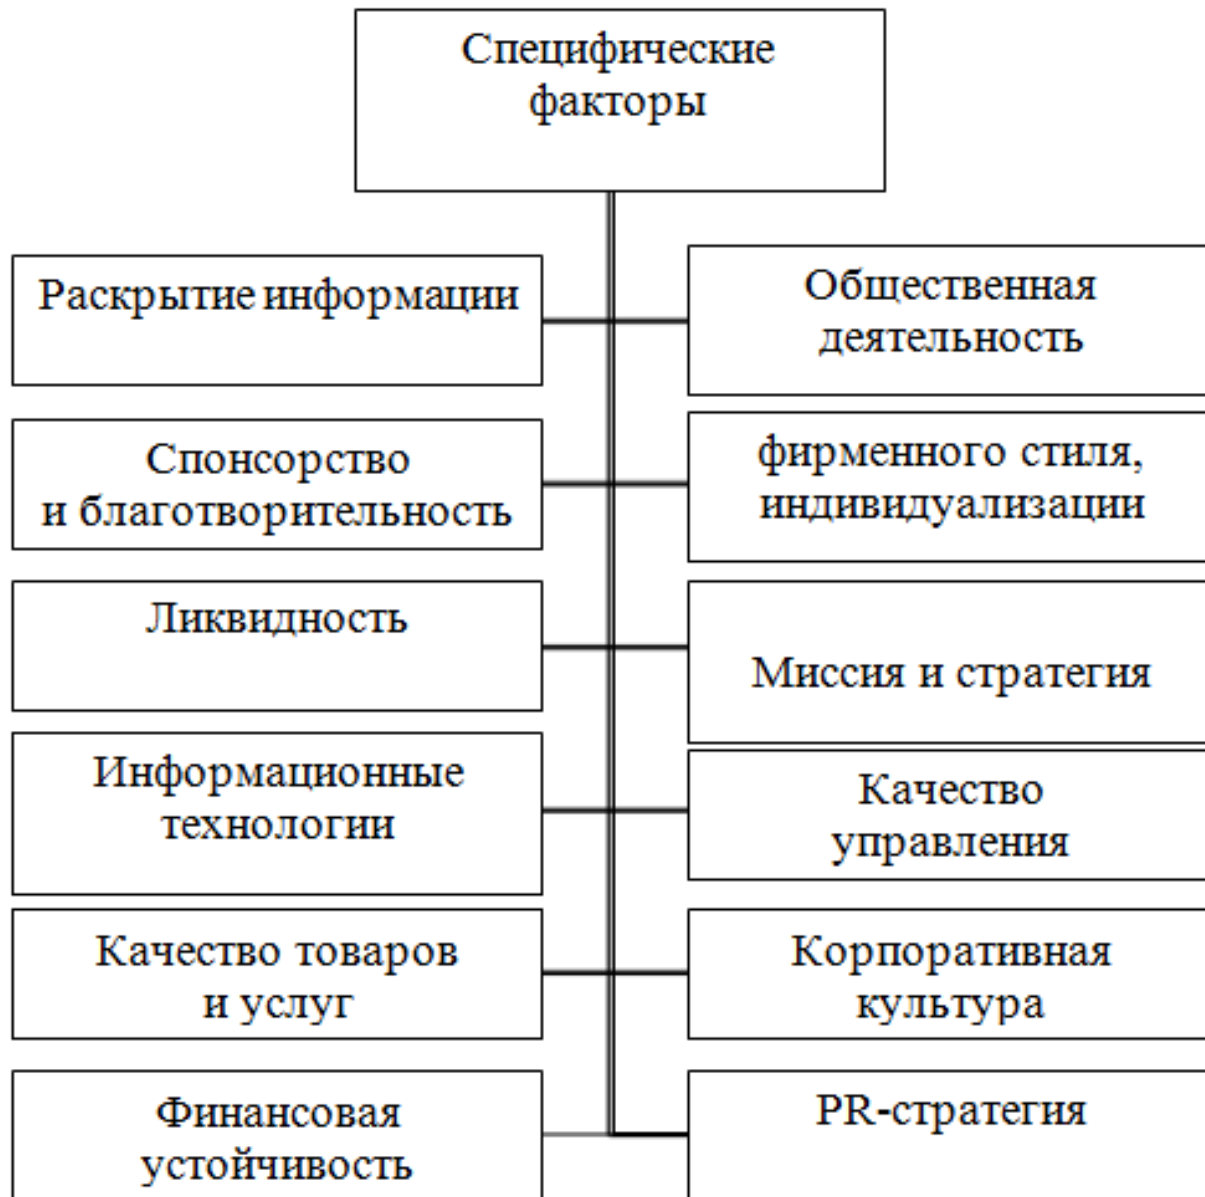 Специфические
факторы
Раскрытие информации
Общественная
деятельность
Спонсорство
и благотворительность
фирменного стиля,
индивидуализации
Ликвидность
Миссия и стратегия
Информационные
технологии
Качество
управления
Качество товаров
и услуг
Корпоративная
культура
Финансовая
устойчивость
PR-стратегия